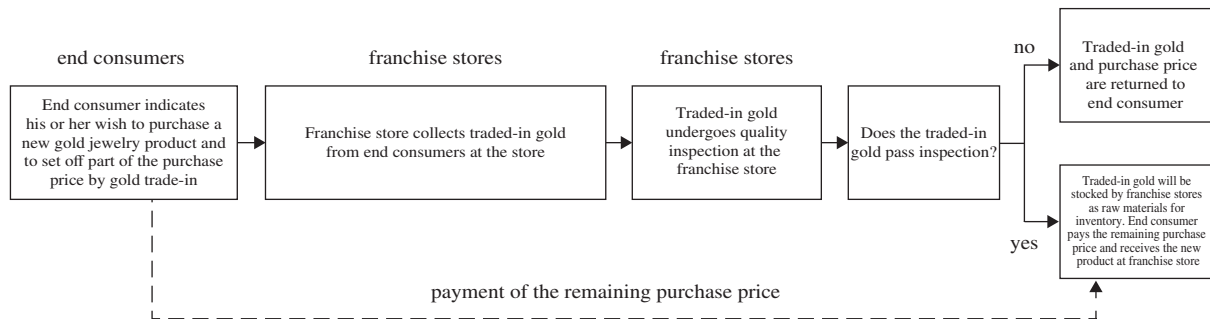 end consumers
End consumer indicates
his or her wish to purchase a
new gold jewelry product and
to set off part of the purchase
price by gold trade-in
franchise stores
Franchise store collects traded-in gold
from end consumers at the store
franchise stores
Traded-in gold
undergoes quality
inspection at the
franchise store
Does the traded-in
gold pass inspection?
no
Traded-in gold
and purchase price
are returned to
end consumer
yes
Traded-in gold will be
stocked by franchise stores
as raw materials for
inventory. End consumer
pays the remaining purchase
price and receives the new
product at franchise store
payment of the remaining purchase price